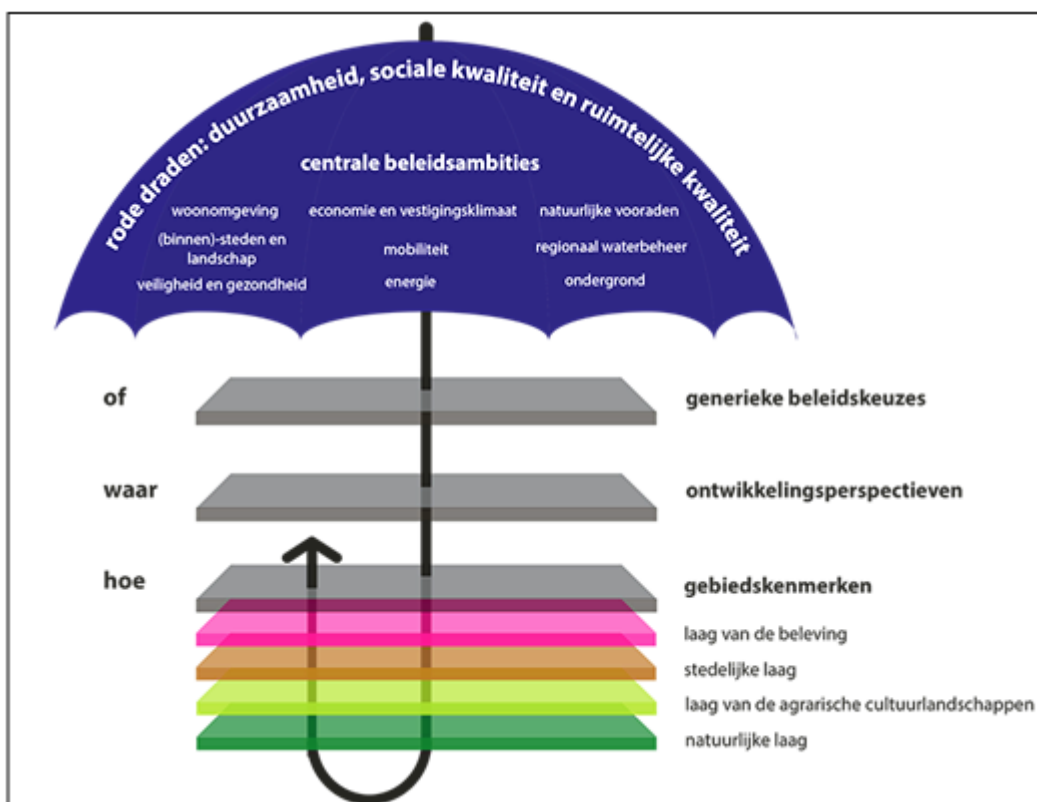 rode draden: duurzaamheid, sociale kwaliteit en ruimtelijke kwaliteit
centrale beleidsambities
woonomgeving
economie en vestigingsklimaat
natuurlijke vooraden
(binnen)-steden en
landschap
mobiliteit
regionaal waterbeheer
veiligheid en gezondheid
energie
ondergrond
of
generieke beleidskeuzes
waar
ontwikkelingsperspectieven
hoe
gebiedskenmerken
laag van de beleving
stedelijke laag
laag van de agrarische cultuurlandschappen
natuurlijke laag